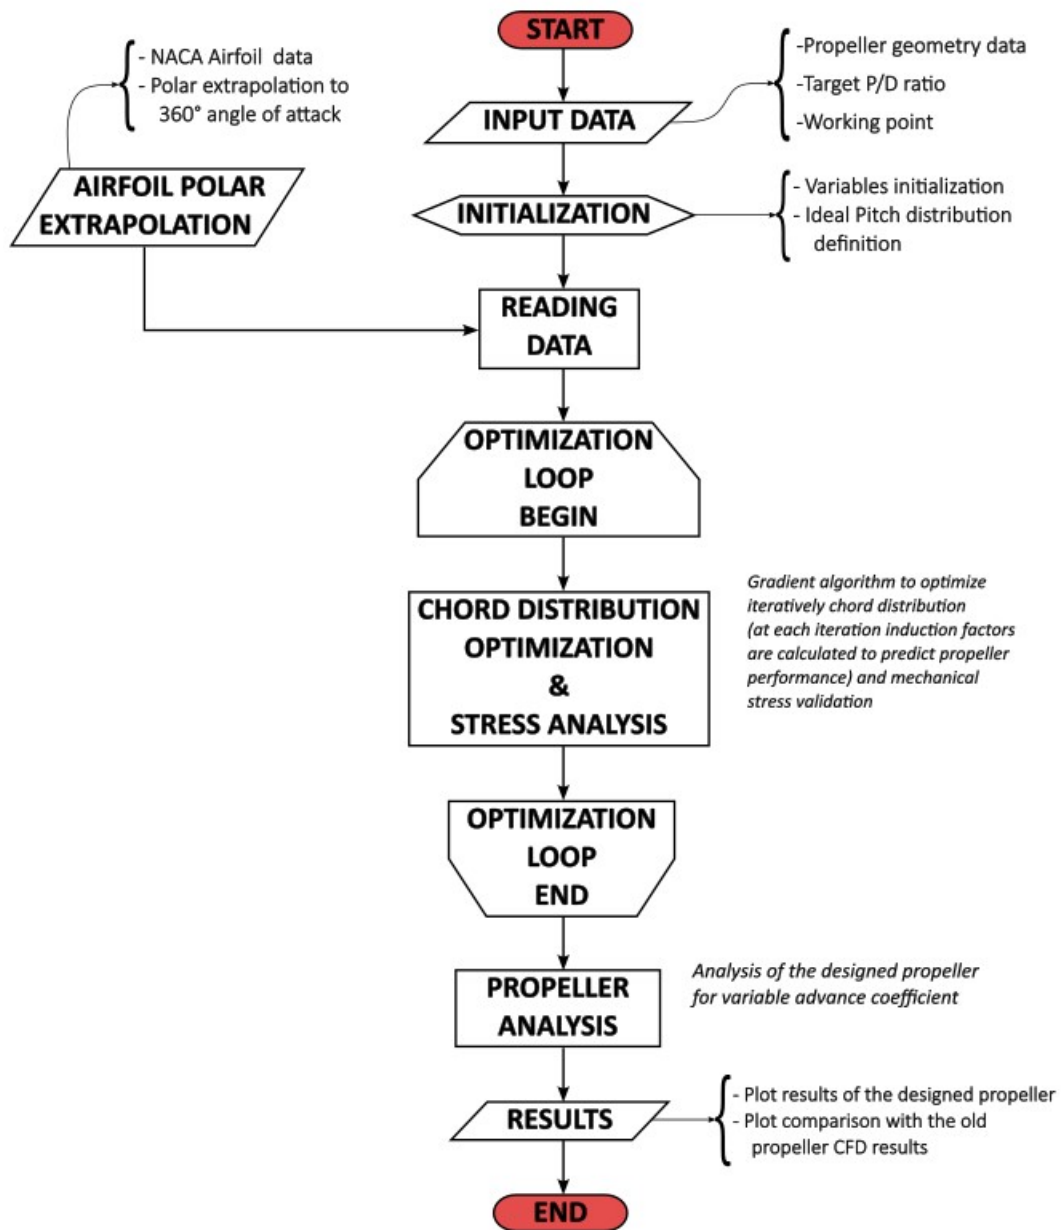 START
- NACA Airfoil data
- Polar extrapolation to
360° angle of attack
-Propeller geometry data
-Target P/D ratio
-Working point
INPUT DATA
AIRFOIL POLAR
EXTRAPOLATION
INITIALIZATION
- Variables initialization
- Ideal Pitch distribution
definition
READING
DATA
OPTIMIZATION
LOOP
BEGIN
CHORD DISTRIBUTION
OPTIMIZATION
&
STRESS ANALYSIS
Gradient algorithm to optimize
iteratively chord distribution
(at each iteration induction factors
are calculated to predict propeller
performance) and mechanical
stress validation
OPTIMIZATION
LOOP
END
PROPELLER
ANALYSIS
Analysis of the designed propeller
for variable advance coefficient
RESULTS
- Plot results of the designed propeller
- Plot comparison with the old
propeller CFD results
END